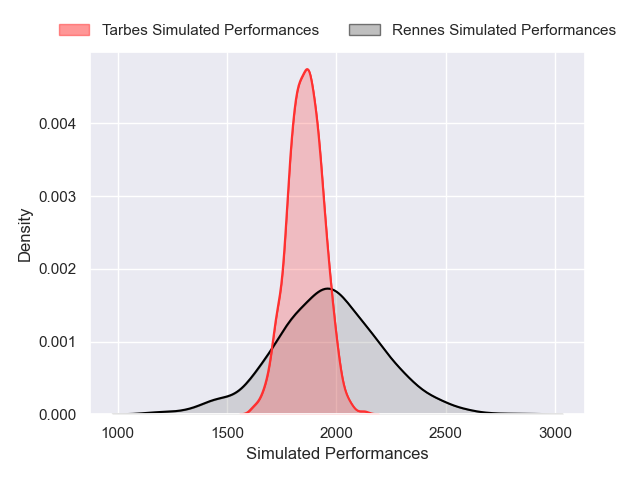 Tarbes Simulated Performances Rennes Simulated Performances
0.004
0.003
0.002
0.001
0.000
Density
1000 1500 2000 2500 3000
Simulated Performances